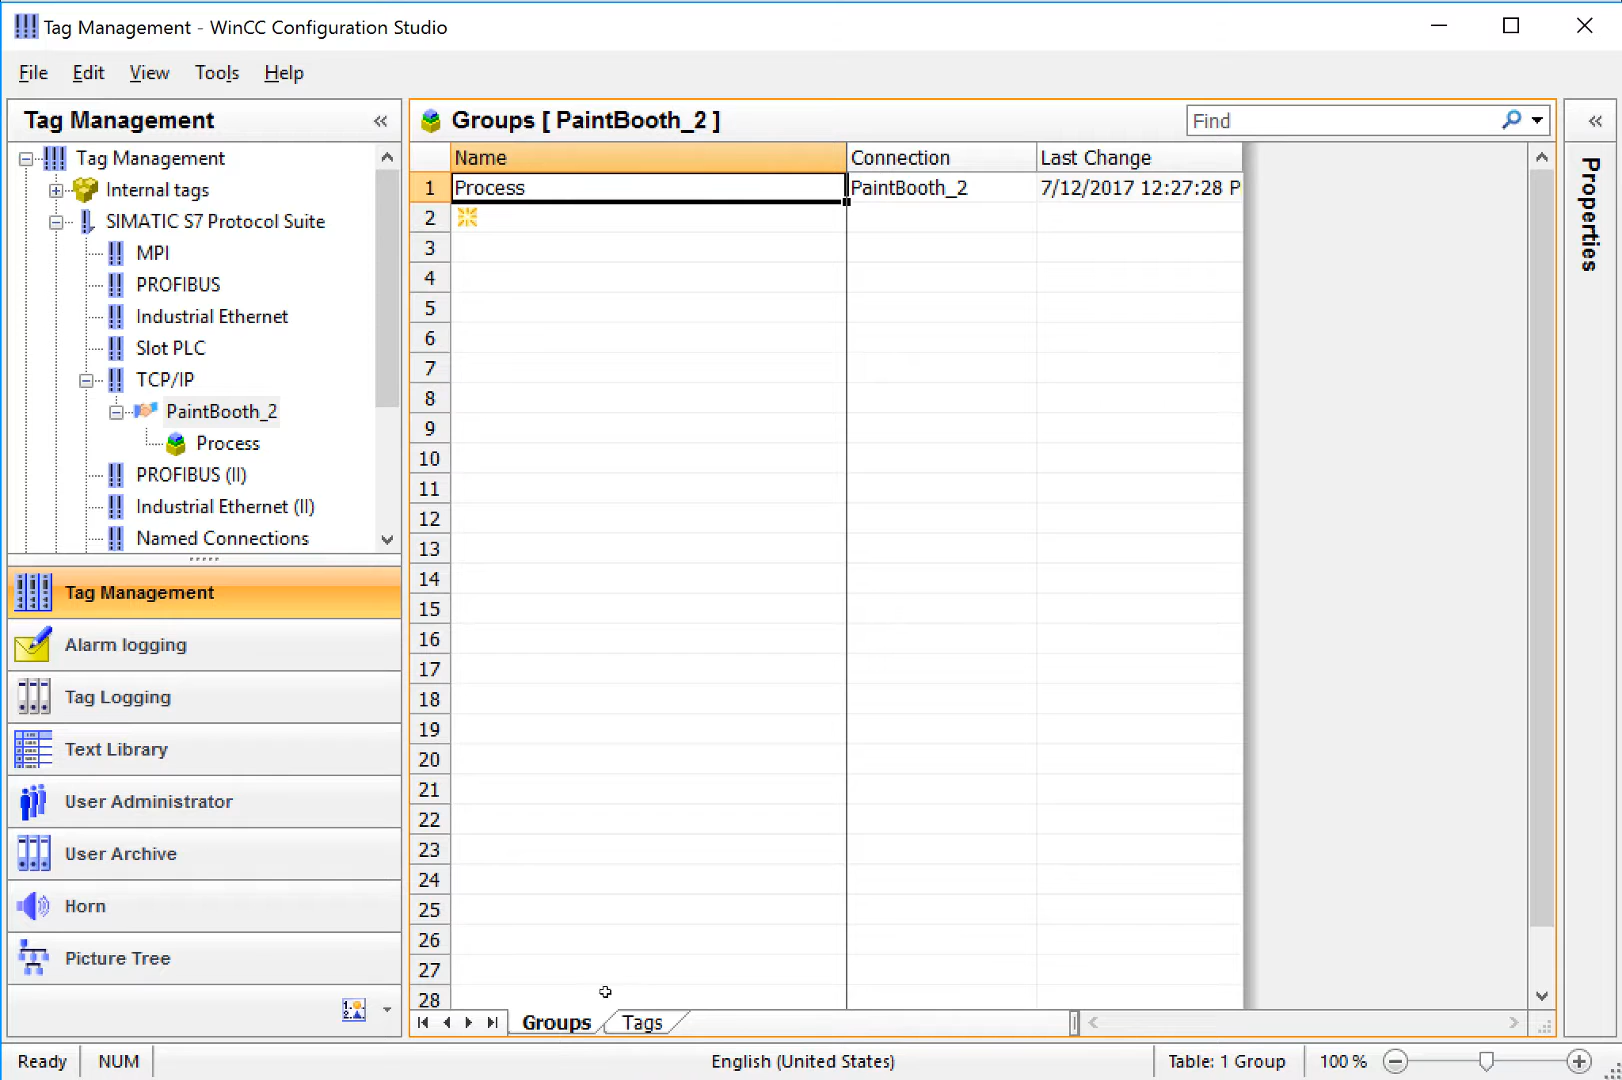 Tag Management - WinCC Configuration Studio
File Edit View Tools Help
Tag Management «
Tag Management
Internal tags
SIMATIC S7 Protocol Suite
MPI
PROFIBUS
Industrial Ethernet
Slot PLC
TCP/IP
PaintBooth_2
Process
PROFIBUS (II)
Industrial Ethernet (II)
Named Connections
Tag Management
Alarm logging
Tag Logging
Text Library
User Administrator
User Archive
Horn
Picture Tree
Groups [ PaintBooth_2 ]
Find
Name Connection Last Change
1 Process PaintBooth_2 7/12/2017 12:27:28 P
2
3
4
5
6
7
8
9
10
11
12
13
14
15
16
17
18
19
20
21
22
23
24
25
26
27
28
Groups Tags
«
Properties
Ready NUM English (United States) Table: 1 Group 100 %